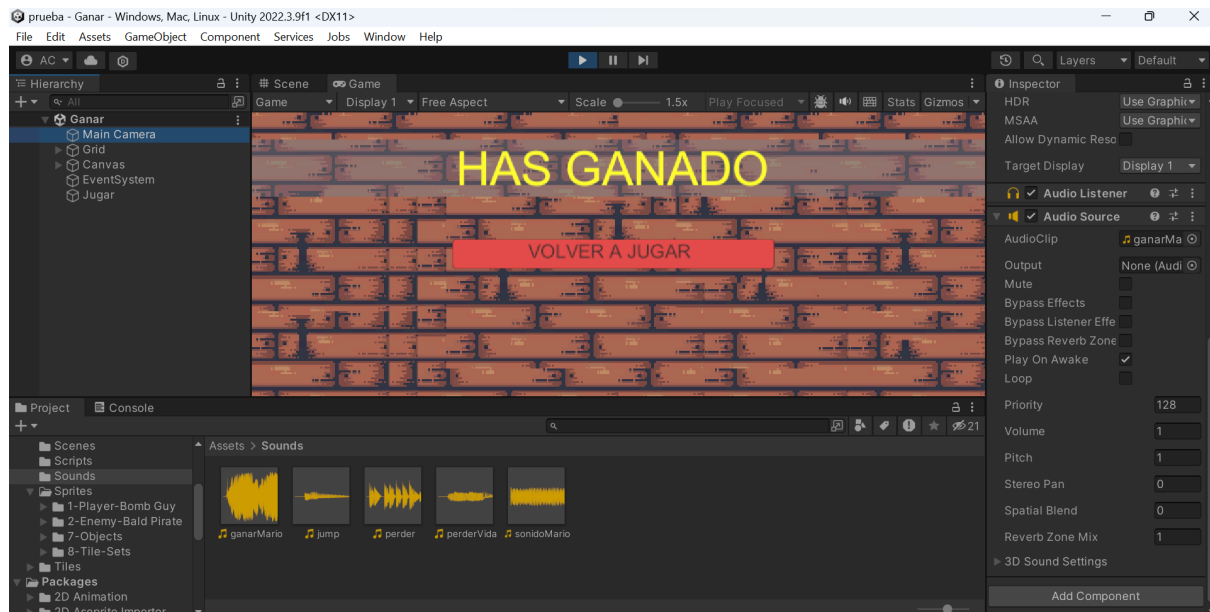 prueba - Ganar - Windows, Mac, Linux - Unity 2022.3.9f1 <DX11>
File Edit Assets GameObject Component Services Jobs Window Help
AC Layers Default
Hierarchy
All
Ganar
Main Camera
Grid
Canvas
EventSystem
Jugar
Scene Game
Game Display 1 Free Aspect Scale 1.5x Play Focused Stats Gizmos
HAS GANADO
VOLVER A JUGAR
Inspector
HDR Use Graphic
MSAA Use Graphic
Allow Dynamic Reso
Target Display Display 1
Audio Listener
Audio Source
AudioClip ganarMa
Output None (Audi
Mute
Bypass Effects
Bypass Listener Effe
Bypass Reverb Zone
Play On Awake
Loop
Priority 128
Volume 1
Pitch 1
Stereo Pan 0
Spatial Blend 0
Reverb Zone Mix 1
3D Sound Settings
Add Component
Project Console
21
Scenes
Scripts
Sounds
Sprites
1-Player-Bomb Guy
2-Enemy-Bald Pirate
7-Objects
8-Tile-Sets
Tiles
Packages
2D Animation
2D Aseprite Importer
Assets > Sounds
ganarMario jump perder perderVida sonidoMario